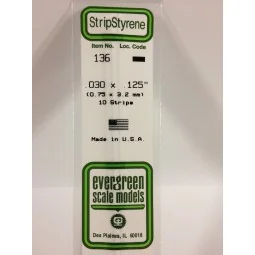 StripStyrene
Item No. Loc. Code
136
.030 x .125"
(0.75 x 3.2 mm)
10 Strips
Made in U.S.A.
evergreen
scale models
Des Plaines, IL 60018